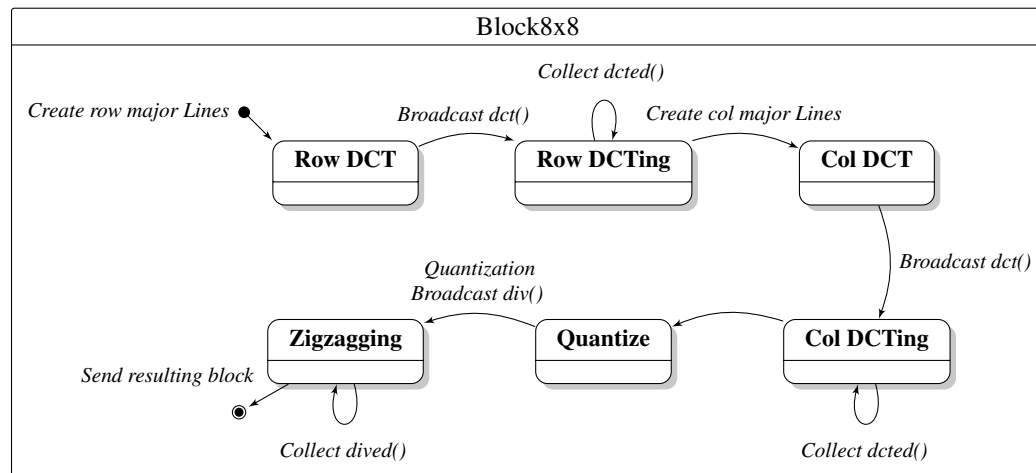 Block8x8
Collect dcted()
Create row major Lines
Broadcast dct()
Create col major Lines
Row DCT
Row DCTing
Col DCT
Broadcast dct()
Quantization
Broadcast div()
Zigzagging
Quantize
Col DCTing
Send resulting block
Collect dived()
Collect dcted()